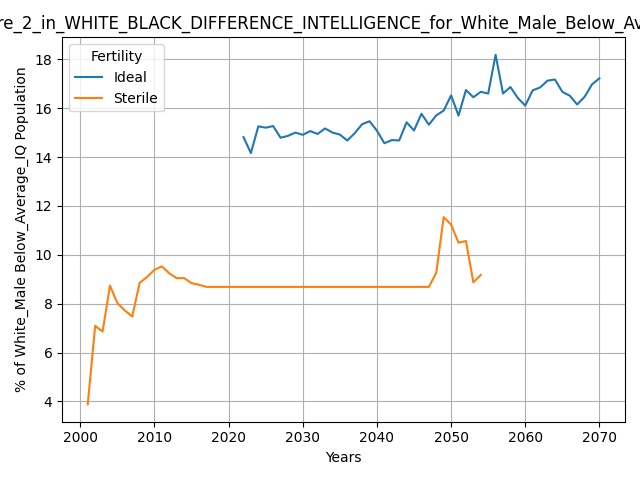 re_2_in_WHITE_BLACK_DIFFERENCE_INTELLIGENCE_for_White_Male_Below_Av
Fertility
Ideal
Sterile
% of White_Male Below_Average_IQ Population
18
16
14
12
10
8
6
4
2000 2010 2020 2030 2040 2050 2060 2070
Years